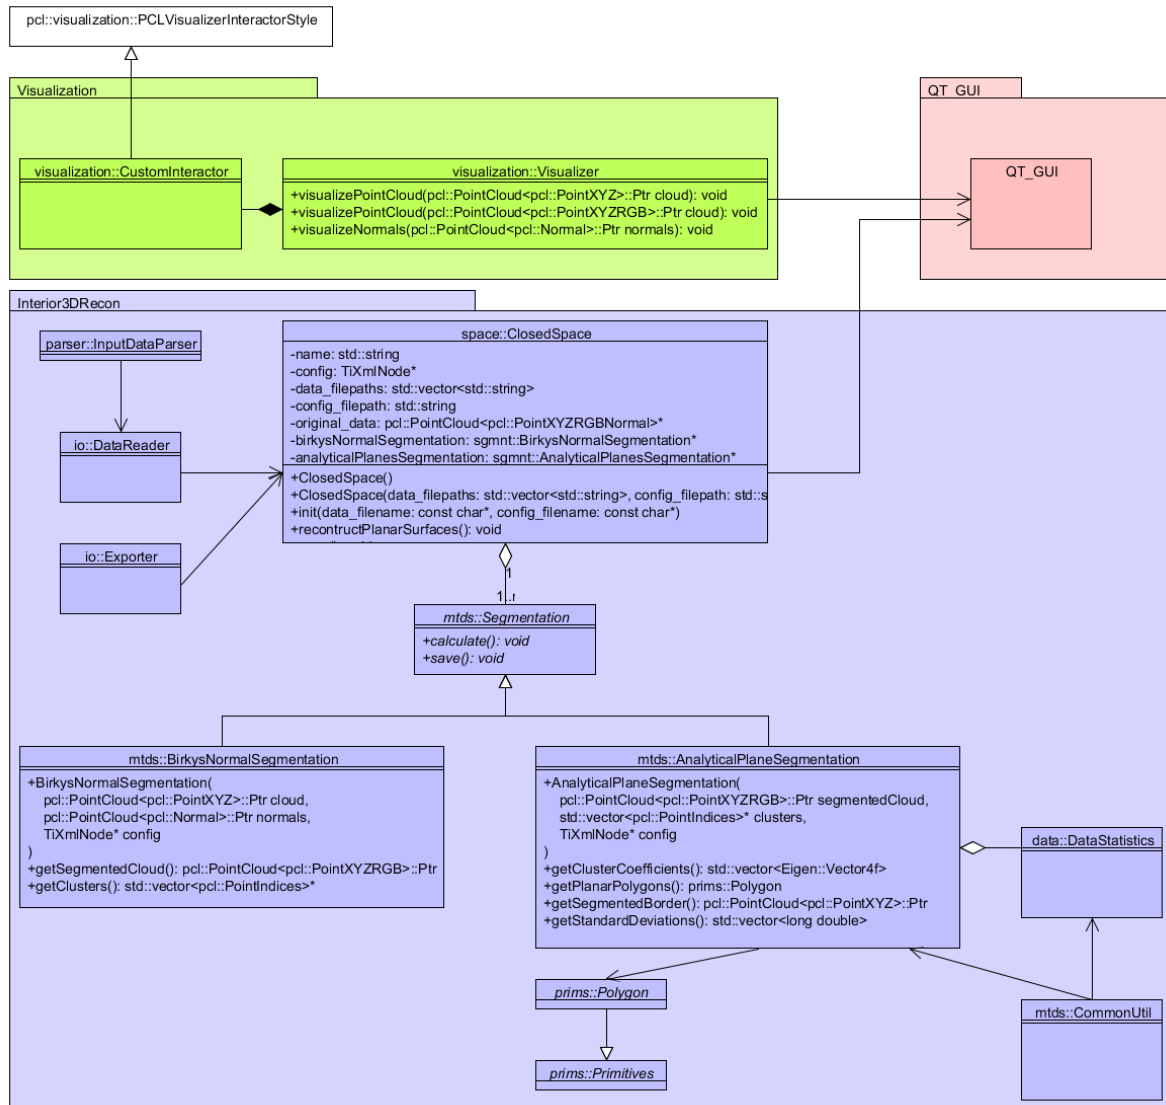 pcl::visualization::PCLVisualizerInteractorStyle
Visualization
QT_GUI
visualization::CustomInteractor
visualization::Visualizer
+visualizePointCloud(pcl::PointCloud<pcl::PointXYZ>::Ptr cloud): void
+visualizePointCloud(pcl::PointCloud<pcl::PointXYZRGB>::Ptr cloud): void
+visualizeNormals(pcl::PointCloud<pcl::Normal>::Ptr normals): void
QT_GUI
Interior3DRecon
parser::InputDataParser
io::DataReader
io::Exporter
space::ClosedSpace
-name: std::string
-config: TiXmlNode*
-data_filepaths: std::vector<std::string>
-config_filepath: std::string
-original_data: pcl::PointCloud<pcl::PointXYZRGBNormal>*
-birkysNormalSegmentation: sgmnt::BirkysNormalSegmentation*
-analyticalPlanesSegmentation: sgmnt::AnalyticalPlanesSegmentation*
+ClosedSpace()
+ClosedSpace(data_filepaths: std::vector<std::string>, config_filepath: std::s
+init(data_filename: const char*, config_filename: const char*)
+recontructPlanarSurfaces(): void
1
1..
mtds::Segmentation
+calculate(): void
+save(): void
mtds::BirkysNormalSegmentation
+BirkysNormalSegmentation(
pcl::PointCloud<pcl::PointXYZ>::Ptr cloud,
pcl::PointCloud<pcl::Normal>::Ptr normals,
TiXmlNode* config
)
+getSegmentedCloud(): pcl::PointCloud<pcl::PointXYZRGB>::Ptr
+getClusters(): std::vector<pcl::PointIndices>*
mtds::AnalyticalPlaneSegmentation
+AnalyticalPlaneSegmentation(
pcl::PointCloud<pcl::PointXYZRGB>::Ptr segmentedCloud,
std::vector<pcl::PointIndices>* clusters,
TiXmlNode* config
)
+getClusterCoefficients(): std::vector<Eigen::Vector4f>
+getPlanarPolygons(): prims::Polygon
+getSegmentedBorder(): pcl::PointCloud<pcl::PointXYZ>::Ptr
+getStandardDeviations(): std::vector<long double>
data::DataStatistics
prims::Polygon
mtds::CommonUtil
prims::Primitives